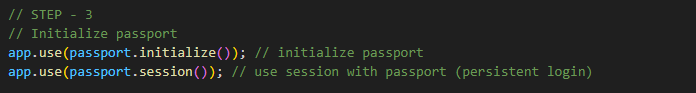 // STEP - 3
// Initialize passport
app.use(passport.initialize()); // initialize passport
app.use(passport.session()); // use session with passport (persistent login)